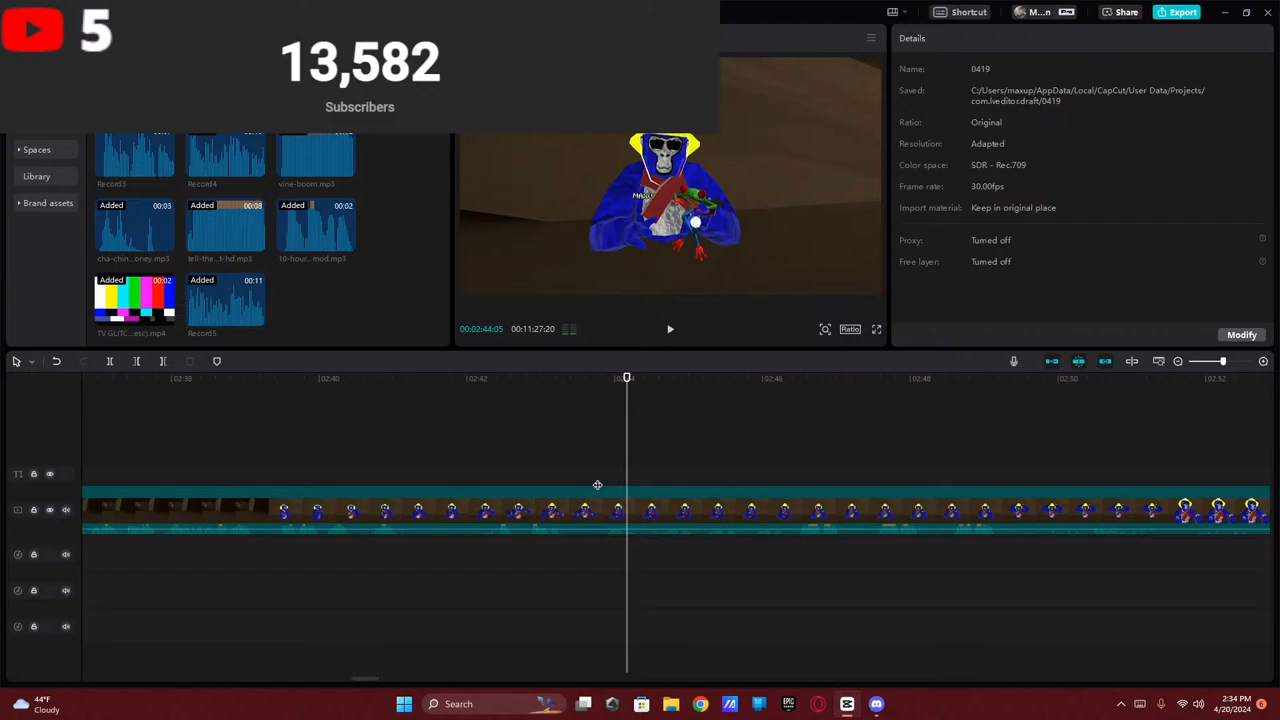 5
13,582
Subscribers
Shortcut
M...n
Pro
Share
Export
Details
Name:
0419
Saved:
C:/Users/maxup/AppData/Local/CapCut/User Data/Projects/
com.lveditor.draft/0419
Ratio:
Original
Resolution:
Adapted
Color space:
SDR - Rec.709
Frame rate:
30.00fps
Import material:
Keep in original place
Proxy:
Turned off
Free layer:
Turned off
Modify
Spaces
Library
Brand assets
Record3
Record4
vine-boom.mp3
Added
00:03
Added
00:08
Added
00:02
cha-chin...oney.mp3
tell-the...t-hd.mp3
10-hour...mod.mp3
Added
00:02
Added
00:11
TV GLITC...esc).mp4
Record5
00:02:44:05
00:11:27:20
Ratio
02:38
02:40
02:42
02:46
02:48
02:50
02:52
44°F
Cloudy
Search
2:34 PM
4/20/2024